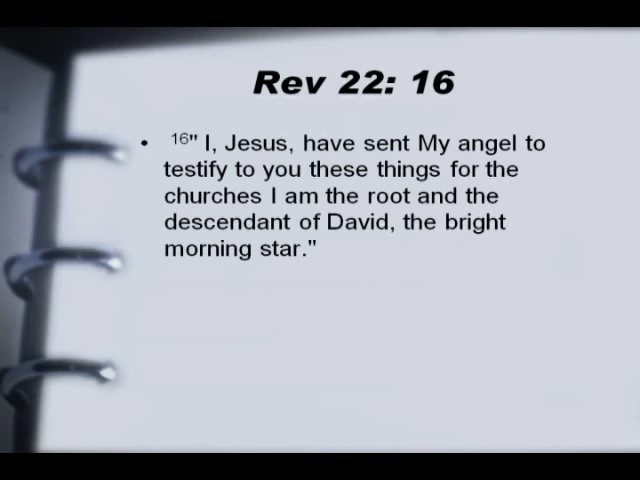 Rev 22: 16
• 16" I, Jesus, have sent My angel to
testify to you these things for the
churches I am the root and the
descendant of David, the bright
morning star."